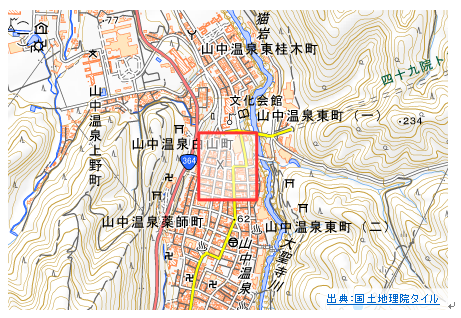 ・77
猫岩
山中温泉東桂木町
四十九院ト
山中温泉上野町
文化会館
山中温泉東町（一）
・234
山中温泉白山町
364
山中温泉薬師町
62
山中温泉東町（二）
山中温泉
大聖寺川
出典：国土地理院タイル